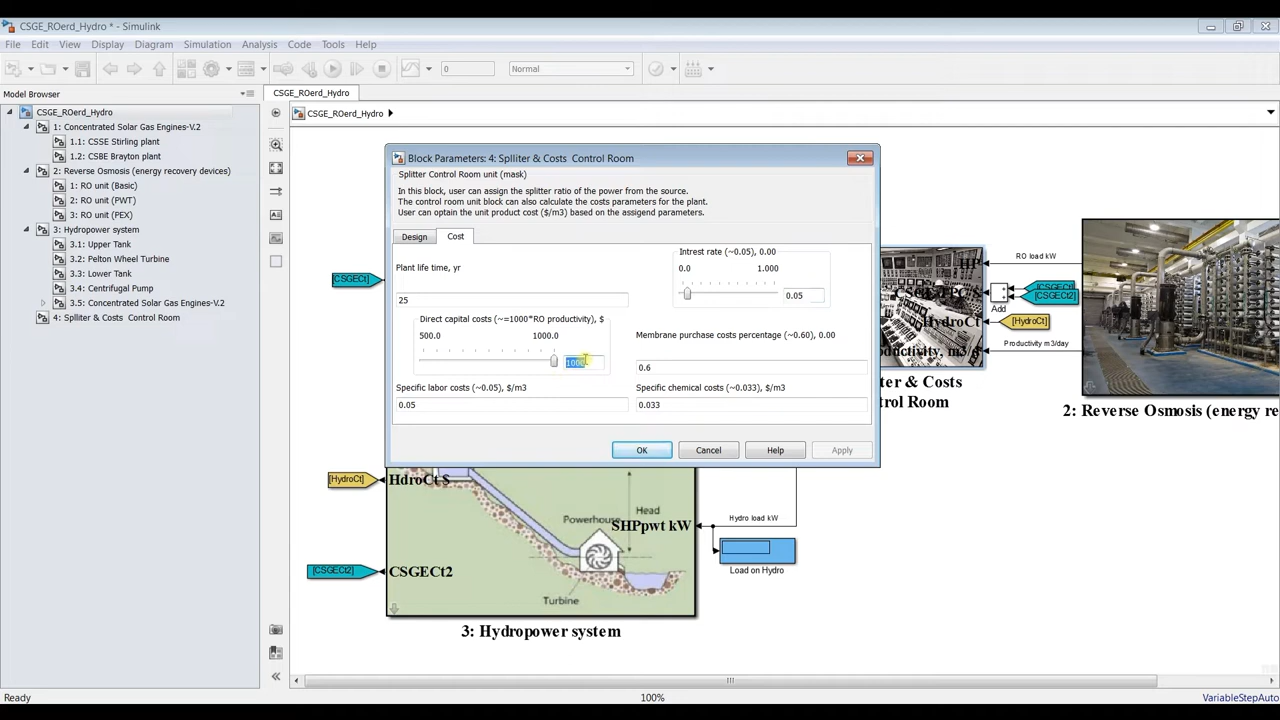 CSGE_ROerd_Hydro * - Simulink
File Edit View Display Diagram Simulation Analysis Code Tools Help
0
Normal
Model Browser
CSGE_ROerd_Hydro
CSGE_ROerd_Hydro
CSGE_ROerd_Hydro
1: Concentrated Solar Gas Engines-V.2
1.1: CSSE Stirling plant
1.2: CSBE Brayton plant
2: Reverse Osmosis (energy recovery devices)
1: RO unit (Basic)
2: RO unit (PWT)
3: RO unit (PEX)
3: Hydropower system
3.1: Upper Tank
3.2: Pelton Wheel Turbine
3.3: Lower Tank
3.4: Centrifugal Pump
3.5: Concentrated Solar Gas Engines-V.2
4: Splliter & Costs Control Room
Block Parameters: 4: Splliter & Costs Control Room
Splitter Control Room unit (mask)
In this block, user can assign the splitter ratio of the power from the source.
The control room unit block can also calculate the costs parameters for the plant.
User can optain the unit product cost ($/m3) based on the assigend parameters.
Design
Cost
Plant life time, yr
25
Intrest rate (~0.05), 0.00
0.0 1.000
0.05
Direct capital costs (~=1000*RO productivity), $
500.0 1000.0
1000
Membrane purchase costs percentage (~0.60), 0.00
0.6
Specific labor costs (~0.05), $/m3
0.05
Specific chemical costs (~0.033), $/m3
0.033
OK
Cancel
Help
Apply
[CSGECt]
HP
RO load kW
[CSGECt]
[CSGECt2]
Add
HydroCt
[HydroCt]
Productivity m3/day
ter & Costs
trol Room
2: Reverse Osmosis (energy re
[HydroCt]
HdroCt $
Head
Powerhouse
SHPpwt kW
Hydro load kW
Load on Hydro
[CSGECt2]
CSGECt2
Turbine
3: Hydropower system
Ready
100%
VariableStepAuto